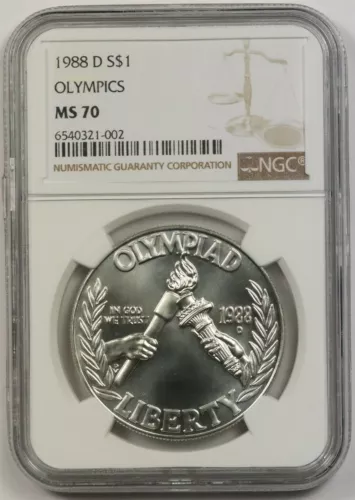 1988 D S$1
OLYMPICS
MS 70
6540321-002
NUMISMATIC GUARANTY CORPORATION
NGC®
OLYMPIAD
IN GOD
WE TRUST
1988
D
LIBERTY